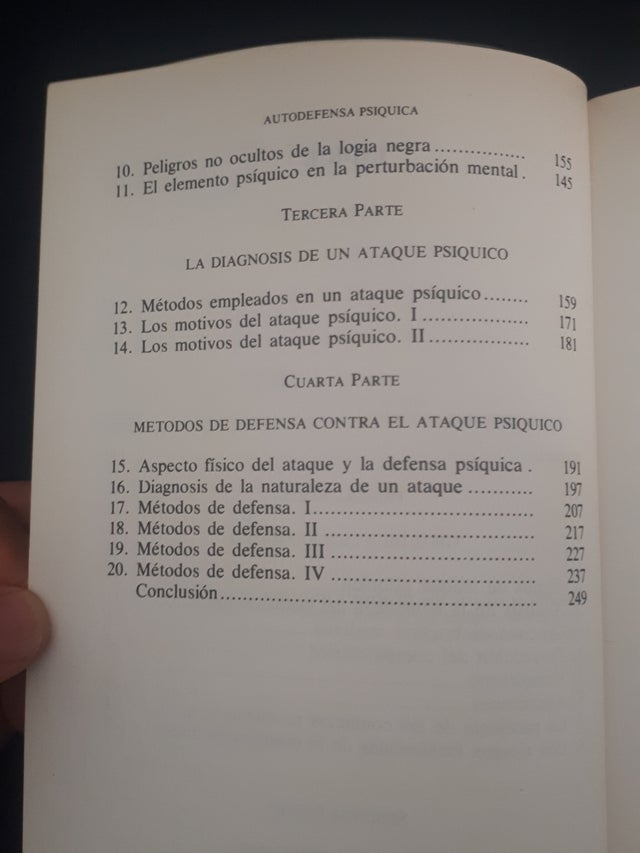 AUTODEFENSA PSIQUICA
10. Peligros no ocultos de la logia negra ................ 155
11. El elemento psíquico en la perturbación mental . 145
TERCERA PARTE
LA DIAGNOSIS DE UN ATAQUE PSIQUICO
12. Métodos empleados en un ataque psíquico ........ 159
13. Los motivos del ataque psíquico. I ................... 171
14. Los motivos del ataque psíquico. II .................. 181
CUARTA PARTE
METODOS DE DEFENSA CONTRA EL ATAQUE PSIQUICO
15. Aspecto físico del ataque y la defensa psíquica . 191
16. Diagnosis de la naturaleza de un ataque ........... 197
17. Métodos de defensa. I ...................................... 207
18. Métodos de defensa. II ..................................... 217
19. Métodos de defensa. III .................................... 227
20. Métodos de defensa. IV .................................... 237
Conclusión ....................................................... 249